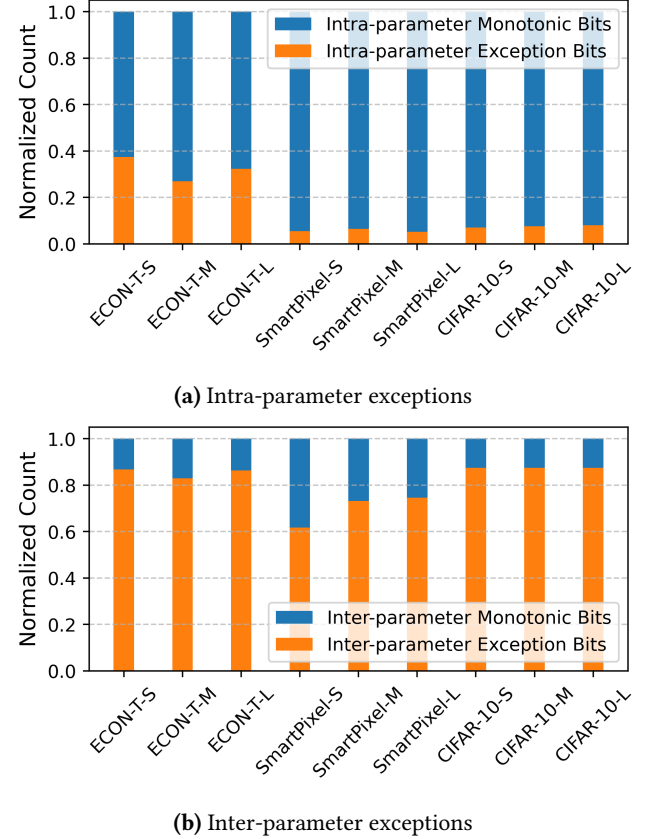 1.0
0.8
0.6
0.4
0.2
0.0
Normalized Count
Intra-parameter Monotonic Bits
Intra-parameter Exception Bits
ECON-T-S
ECON-T-M
ECON-T-L
SmartPixel-S
SmartPixel-M
SmartPixel-L
CIFAR-10-S
CIFAR-10-M
CIFAR-10-L
(a) Intra-parameter exceptions
1.0
0.8
0.6
0.4
0.2
0.0
Normalized Count
Inter-parameter Monotonic Bits
Inter-parameter Exception Bits
ECON-T-S
ECON-T-M
ECON-T-L
SmartPixel-S
SmartPixel-M
SmartPixel-L
CIFAR-10-S
CIFAR-10-M
CIFAR-10-L
(b) Inter-parameter exceptions